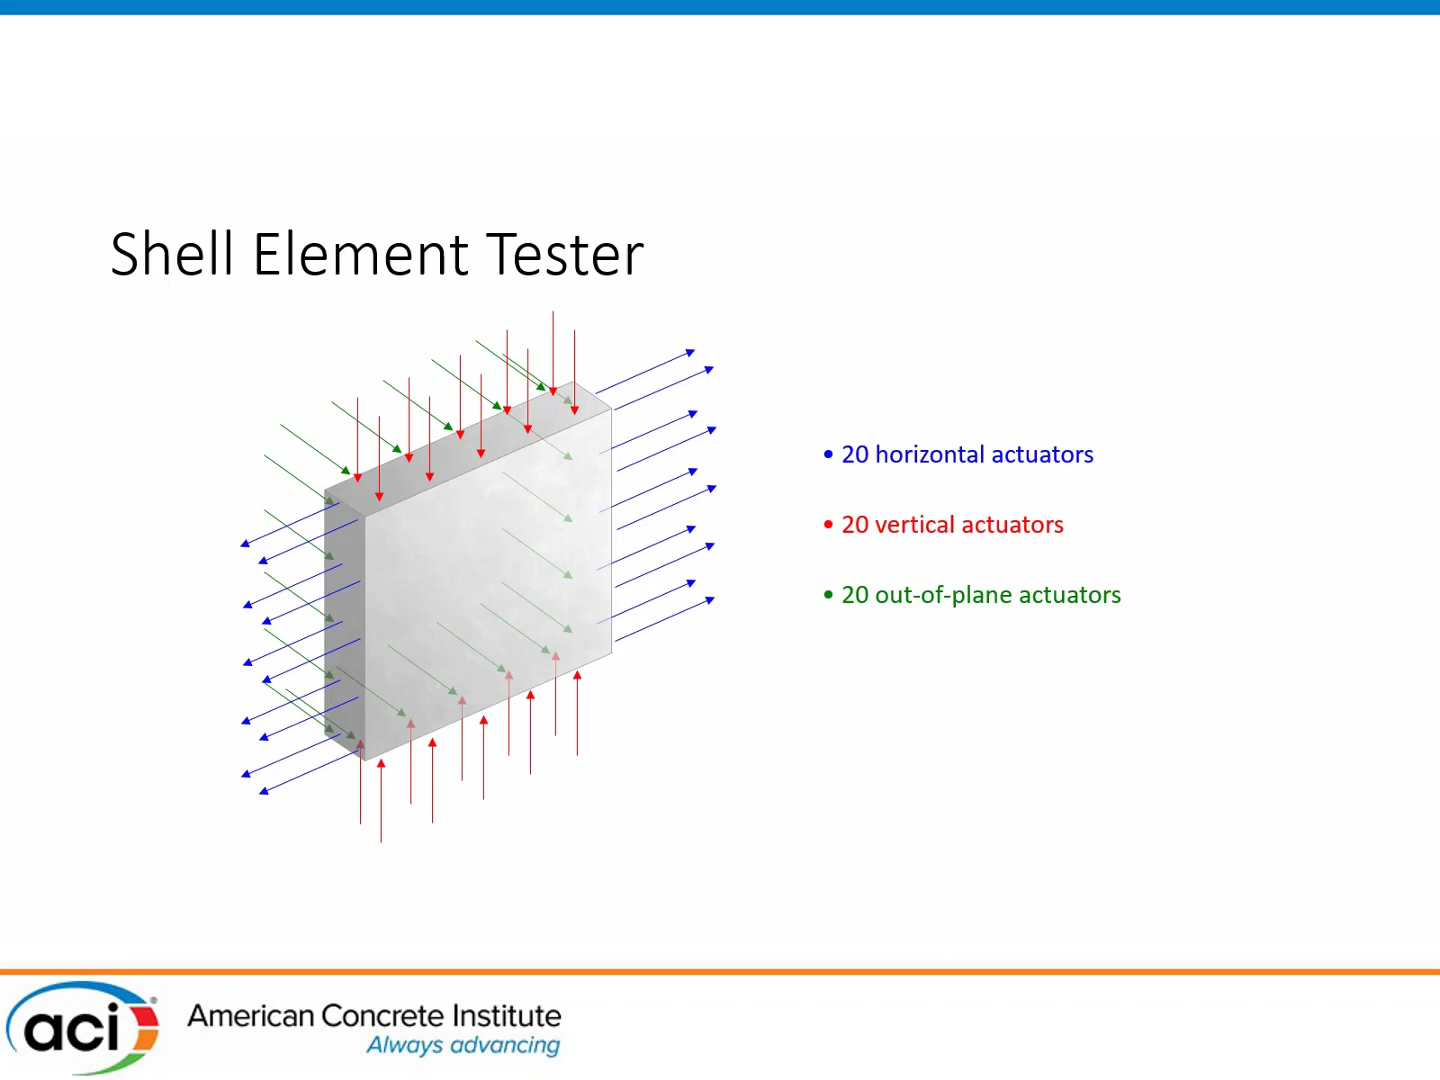 Shell Element Tester
• 20 horizontal actuators
• 20 vertical actuators
• 20 out-of-plane actuators
aci®
American Concrete Institute
Always advancing